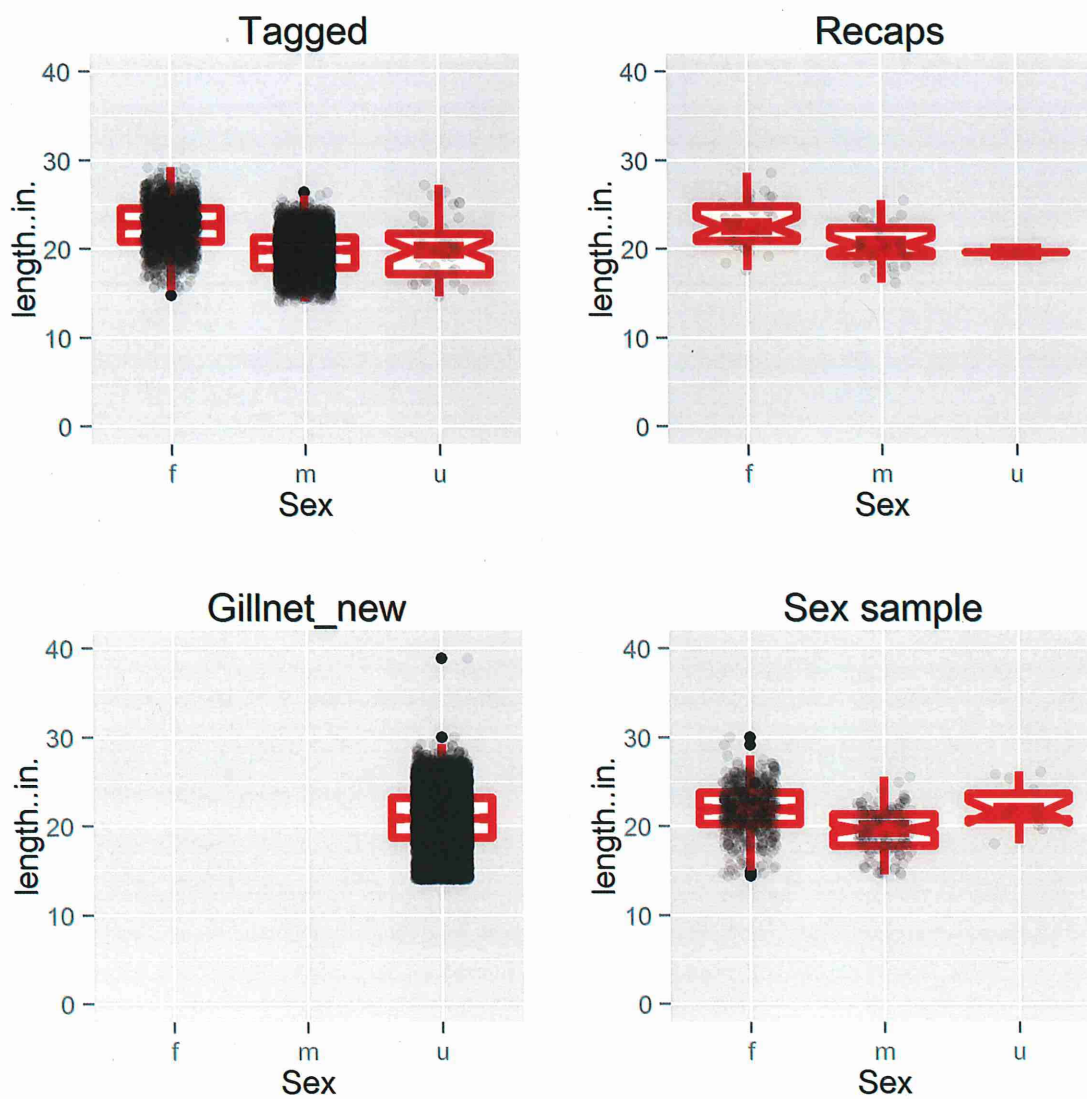 Tagged
40
30
20
10
0
length..in.
f
m
u
Sex
Recaps
40
30
20
10
0
length..in.
f
m
u
Sex
Gillnet_new
40
30
20
10
0
length..in.
f
m
u
Sex
Sex sample
40
30
20
10
0
length..in.
f
m
u
Sex